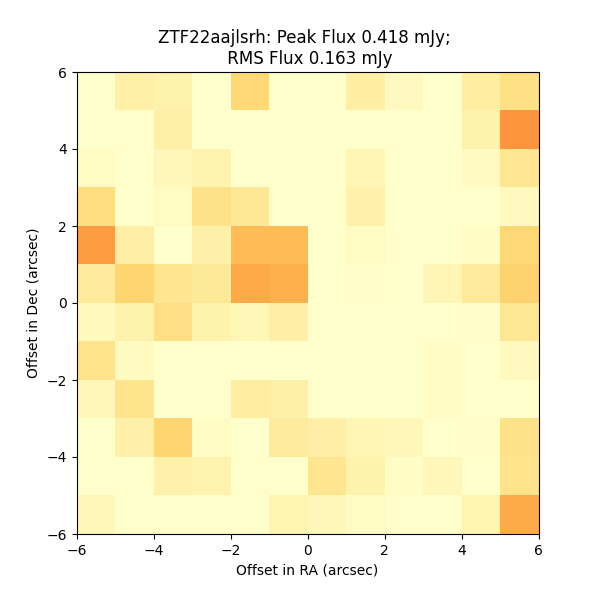 ZTF22aajlsrh: Peak Flux 0.418 mJy;
RMS Flux 0.163 mJy
6
4
2
0
−2
−4
−6
Offset in Dec (arcsec)
−6 −4 −2 0 2 4 6
Offset in RA (arcsec)